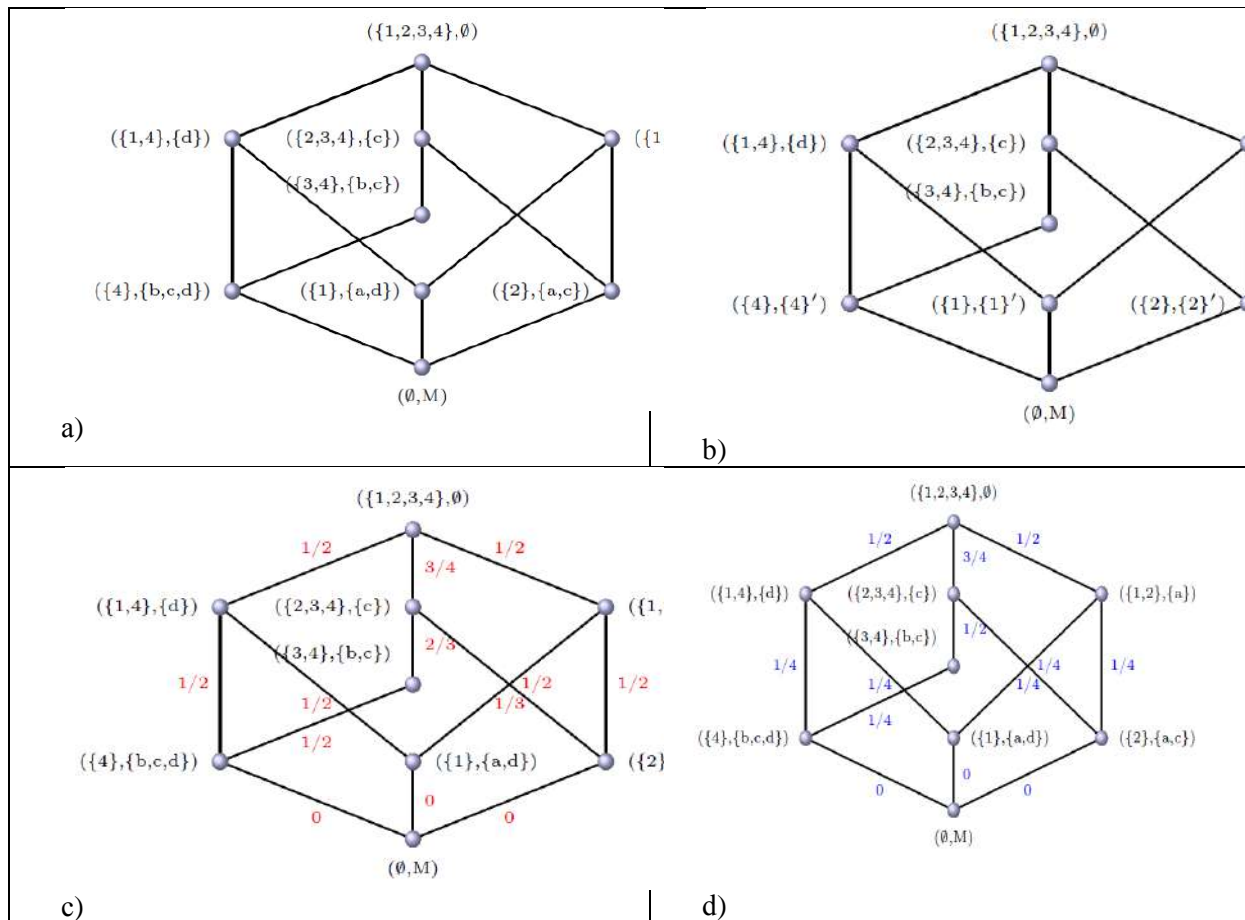 ({1,2,3,4},∅)
({1,4},{d})
({2,3,4},{c})
({1
({3,4},{b,c})
({4},{b,c,d})
({1},{a,d})
({2},{a,c})
(∅,M)
a)
({1,2,3,4},∅)
({1,4},{d})
({2,3,4},{c})
({3,4},{b,c})
({4},{4}′)
({1},{1}′)
({2},{2}′)
(∅,M)
b)
({1,2,3,4},∅)
1/2
1/2
3/4
({1,4},{d})
({2,3,4},{c})
({1,
({3,4},{b,c})
2/3
1/2
1/2
1/2
1/2
1/3
1/2
({4},{b,c,d})
({1},{a,d})
({2}
0
0
0
(∅,M)
c)
({1,2,3,4},∅)
1/2
1/2
3/4
({1,4},{d})
({2,3,4},{c})
({1,2},{a})
({3,4},{b,c})
1/2
1/4
1/4
1/4
1/4
1/4
1/4
({4},{b,c,d})
({1},{a,d})
({2},{a,c})
0
0
0
(∅,M)
d)